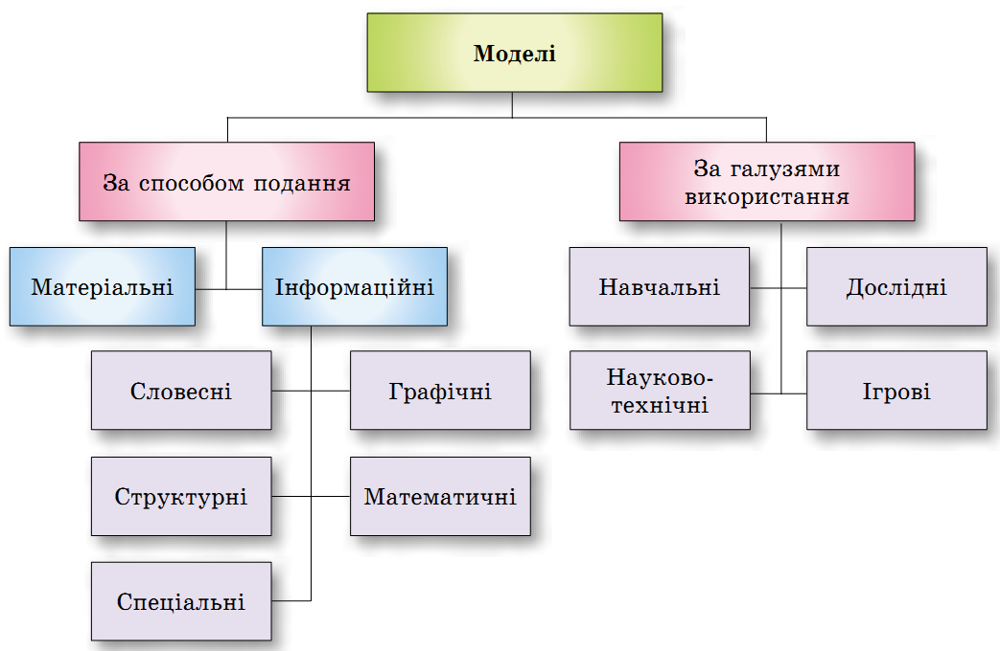 Моделі
За способом подання
За галузями
використання
Матеріальні
Інформаційні
Навчальні
Дослідні
Словесні
Графічні
Науково-
технічні
Ігрові
Структурні
Математичні
Спеціальні